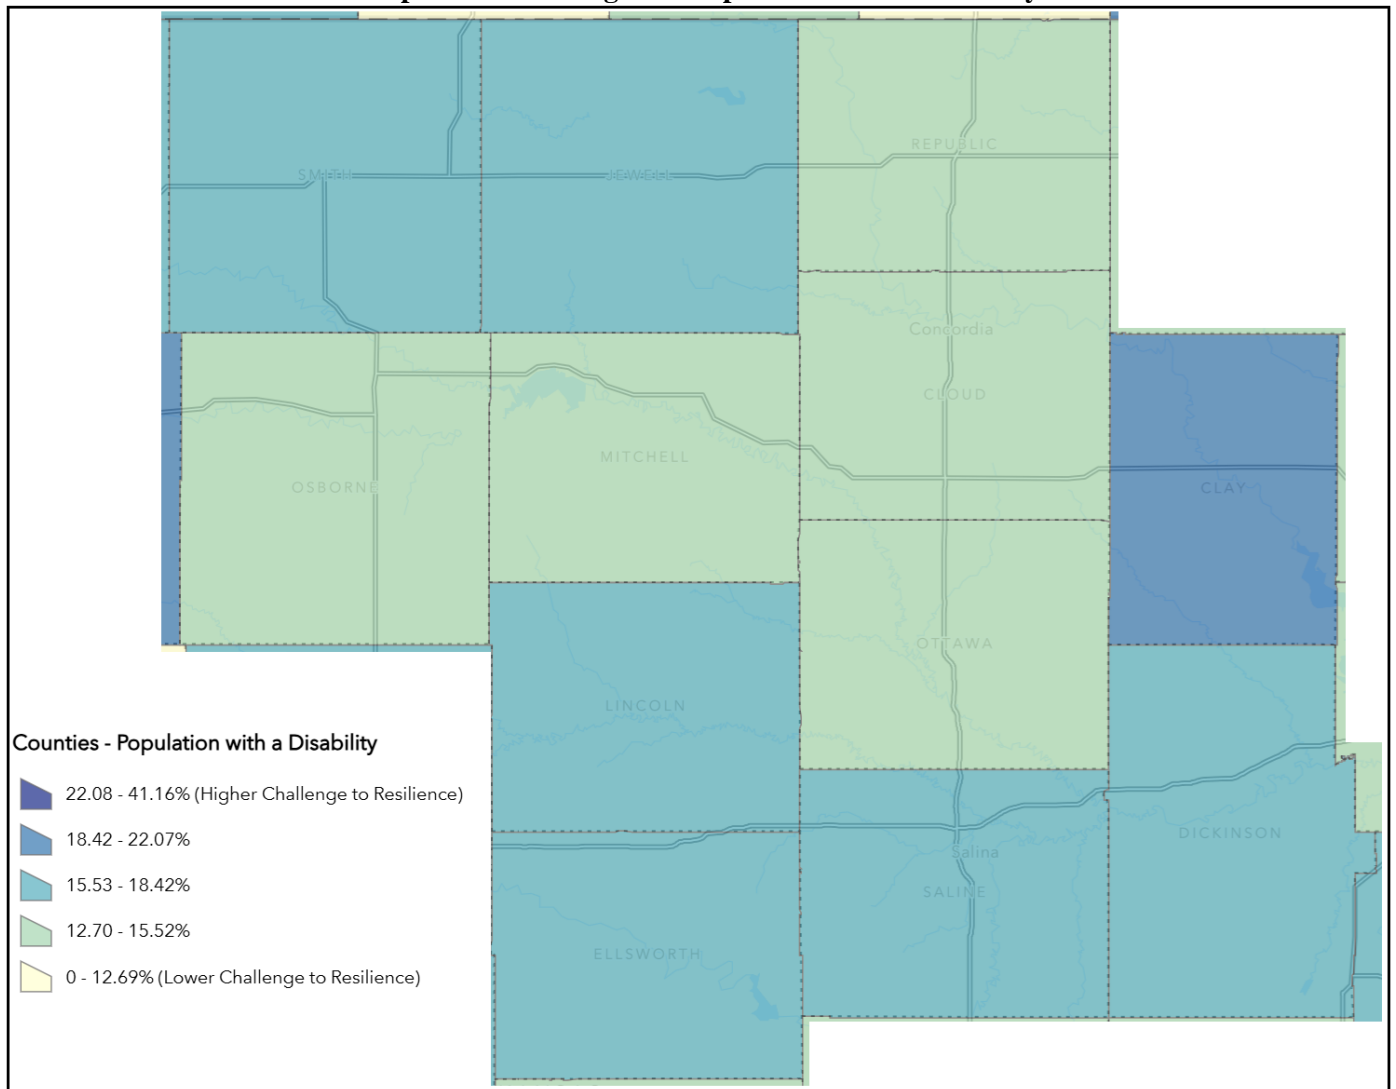 REPUBLIC
SMITH
JEWELL
Concordia
CLOUD
MITCHELL
OSBORNE
CLAY
OTTAWA
LINCOLN
DICKINSON
Salina
SALINE
ELLSWORTH
Counties - Population with a Disability
22.08 - 41.16% (Higher Challenge to Resilience)
18.42 - 22.07%
15.53 - 18.42%
12.70 - 15.52%
0 - 12.69% (Lower Challenge to Resilience)